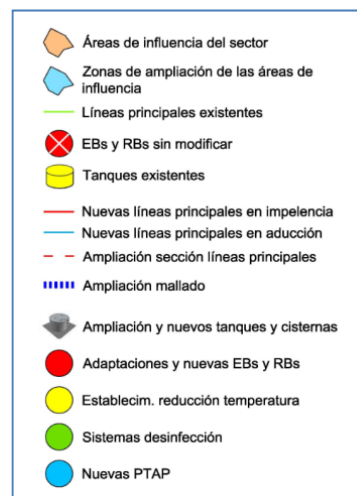 Áreas de influencia del sector
Zonas de ampliación de las áreas de
influencia
Líneas principales existentes
EBs y RBs sin modificar
Tanques existentes
Nuevas líneas principales en impelencia
Nuevas líneas principales en aducción
Ampliación sección líneas principales
Ampliación mallado
Ampliación y nuevos tanques y cisternas
Adaptaciones y nuevas EBs y RBs
Establecim. reducción temperatura
Sistemas desinfección
Nuevas PTAP